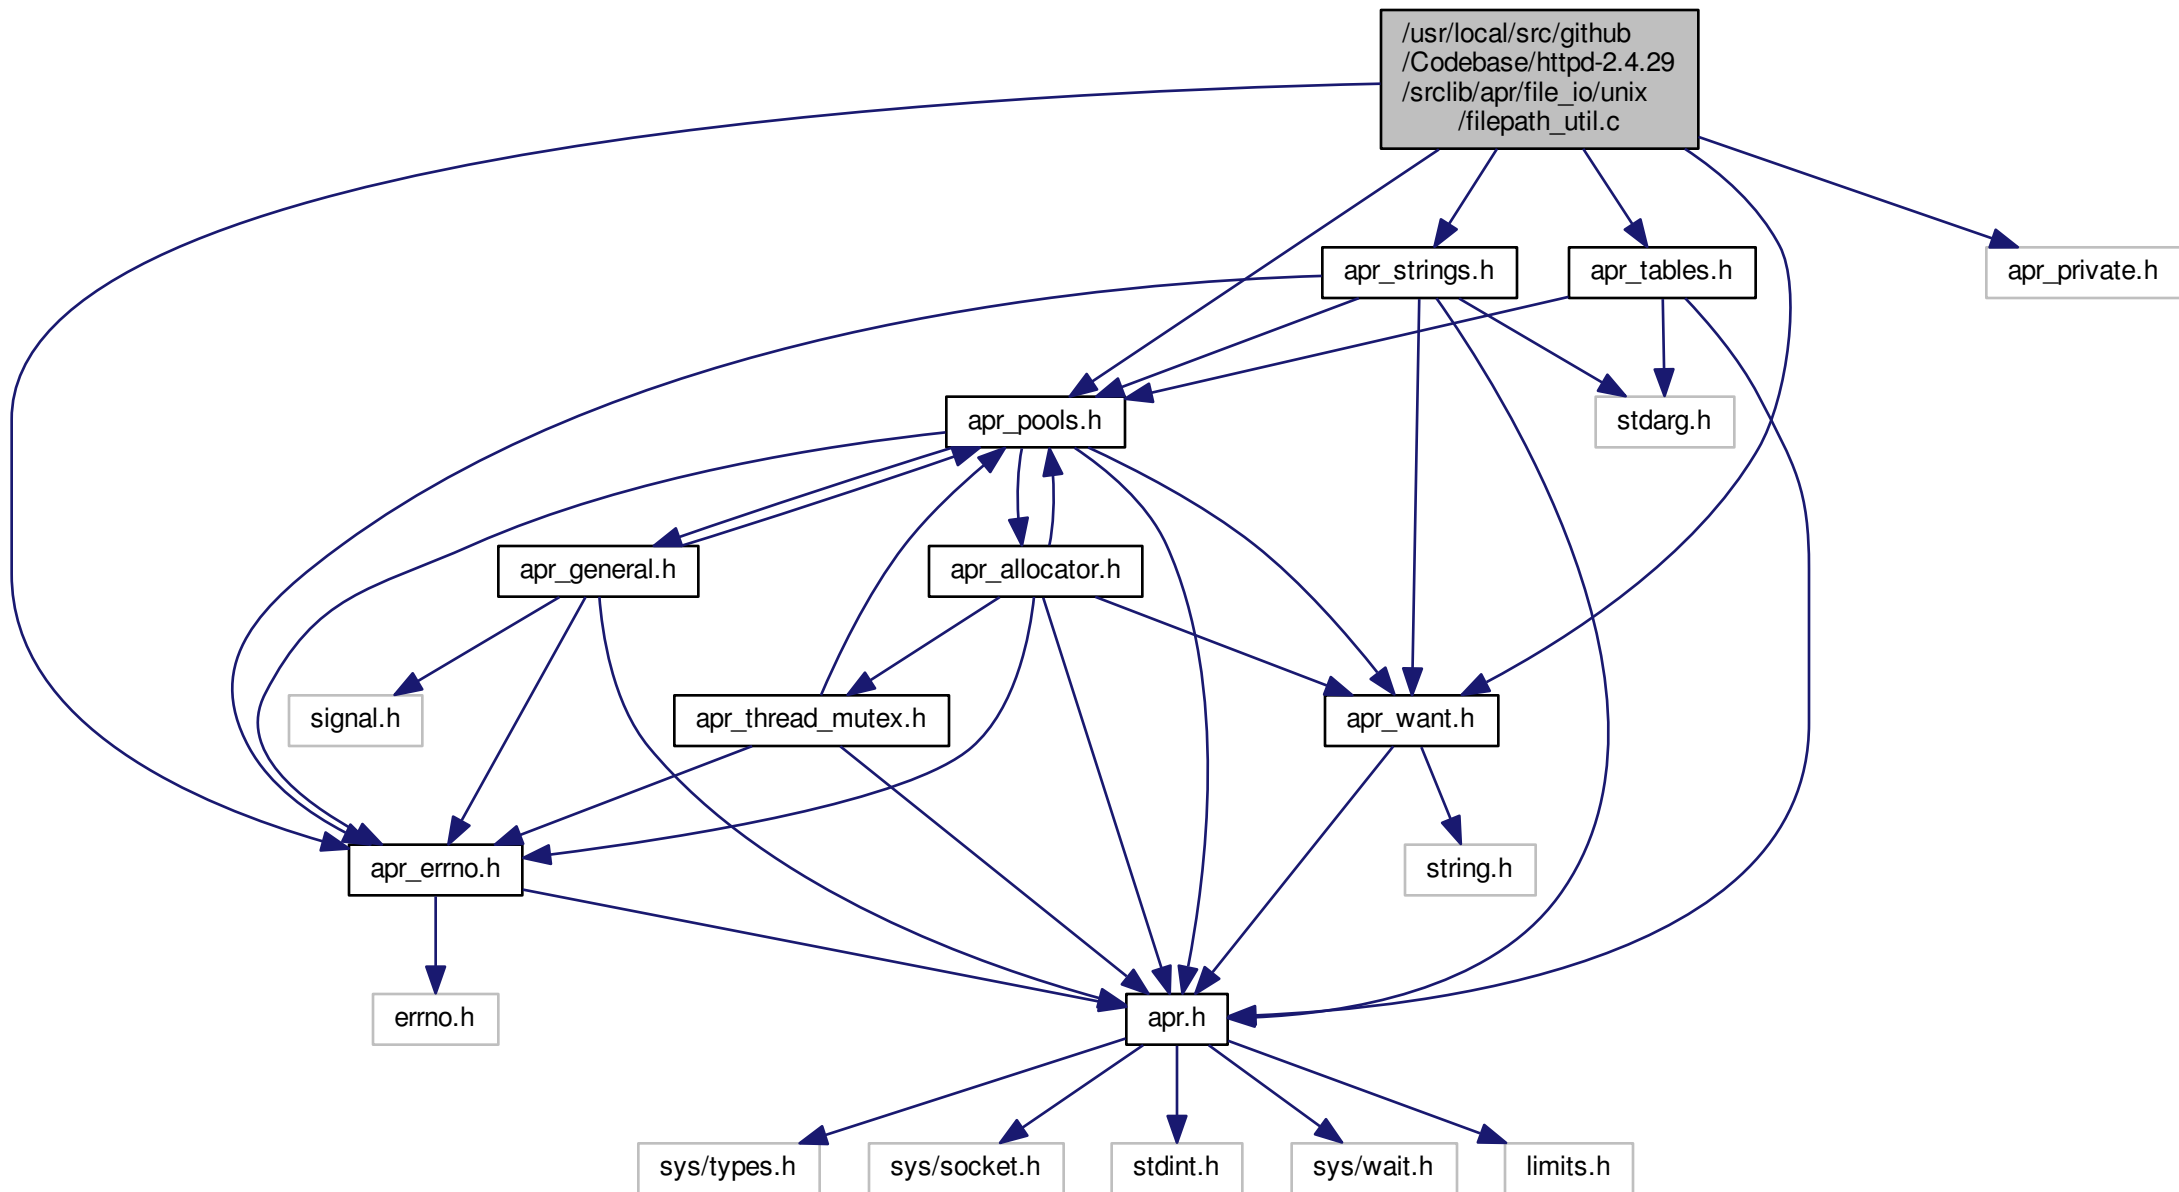 /usr/local/src/github
/Codebase/httpd-2.4.29
/srclib/apr/file_io/unix
/filepath_util.c
apr_strings.h
apr_tables.h
apr_private.h
apr_pools.h
stdarg.h
apr_general.h
apr_allocator.h
signal.h
apr_thread_mutex.h
apr_want.h
apr_errno.h
string.h
errno.h
apr.h
sys/types.h
sys/socket.h
stdint.h
sys/wait.h
limits.h